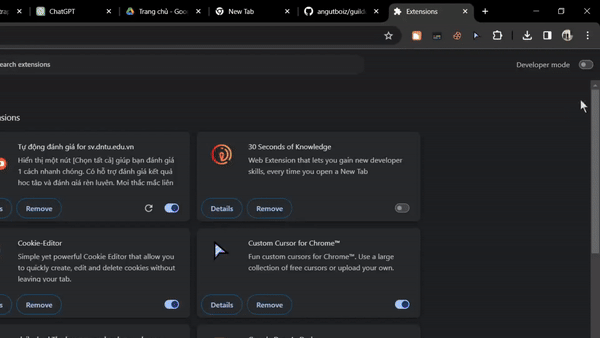 ChatGPT
Trang chủ - Goo
New Tab
angutboiz/guild
Extensions
earch extensions
Developer mode
sions
Tự động đánh giá for sv.dntu.edu.vn
Hiển thị một nút [Chọn tất cả] giúp bạn đánh giá
1 cách nhanh chóng. Có hỗ trợ đánh giá kết quả
học tập và đánh giá rèn luyện. Mọi thắc mắc liên
Remove
30 Seconds of Knowledge
Web Extension that lets you gain new developer
skills, every time you open a New Tab
Details
Remove
Cookie-Editor
Simple yet powerful Cookie Editor that allow you
to quickly create, edit and delete cookies without
leaving your tab.
Remove
Custom Cursor for Chrome™
Fun custom cursors for Chrome™. Use a large
collection of free cursors or upload your own.
Details
Remove